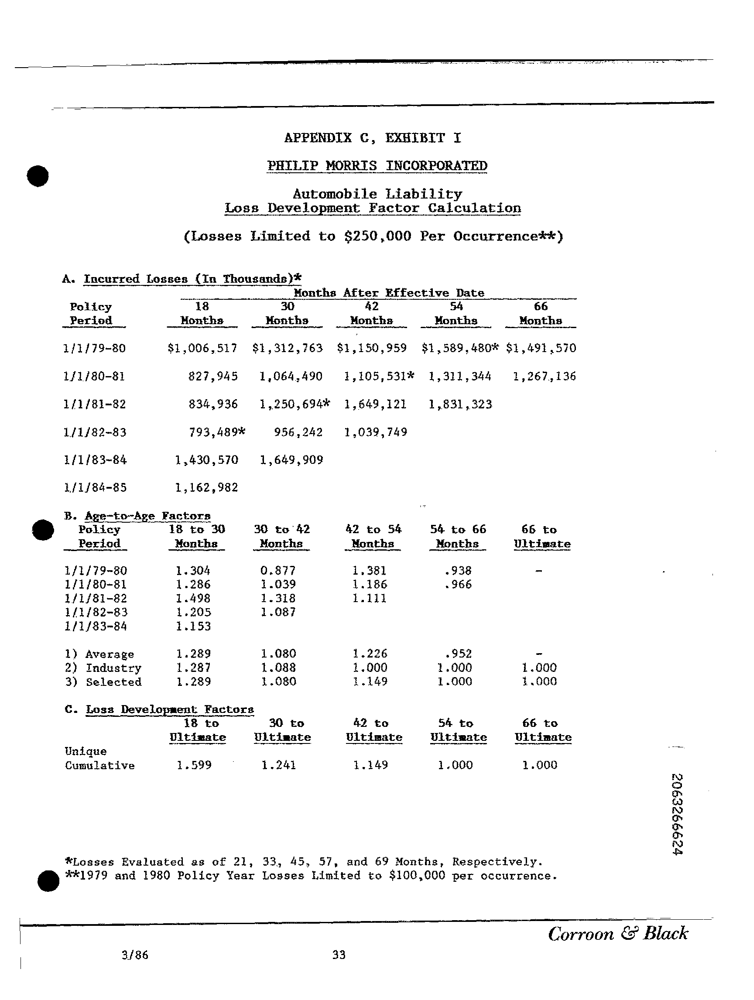 APPENDIX C, EXHIBIT I
PHILIP MORRIS INCORPORATED
Automobile Liability
Loss Development Factor Calculation
(Losses Limited to $250,000 Per Occurrence**)
A. Incurred Losses (In Thousands)*
Months After Effective Date
Policy 18 30 42 54 66
Period Months Months Months Months Months
1/1/79-80 $1,006,517 $1,312,763 $1,150,959 $1,589,480* $1,491,570
1/1/80-81 827,945 1,064,490 1,105,531* 1,311,344 1,267,136
1/1/81-82 834,936 1,250,694* 1,649,121 1,831,323
1/1/82-83 793,489* 956,242 1,039,749
1/1/83-84 1,430,570 1,649,909
1/1/84-85 1,162,982
B. Age-to-Age Factors
Policy 18 to 30 30 to 42 42 to 54 54 to 66 66 to
Period Months Months Months Months Ultimate
1/1/79-80 1.304 0.877 1.381 .938 -
1/1/80-81 1.286 1.039 1.186 .966
1/1/81-82 1.498 1.318 1.111
1/1/82-83 1.205 1.087
1/1/83-84 1.153
1) Average 1.289 1.080 1.226 .952 -
2) Industry 1.287 1.088 1.000 1.000 1.000
3) Selected 1.289 1.080 1.149 1.000 1.000
C. Loss Development Factors
18 to 30 to 42 to 54 to 66 to
Ultimate Ultimate Ultimate Ultimate Ultimate
Unique
Cumulative 1.599 1.241 1.149 1.000 1.000
2063266624
*Losses Evaluated as of 21, 33, 45, 57, and 69 Months, Respectively.
**1979 and 1980 Policy Year Losses Limited to $100,000 per occurrence.
Corroon & Black
3/86 33